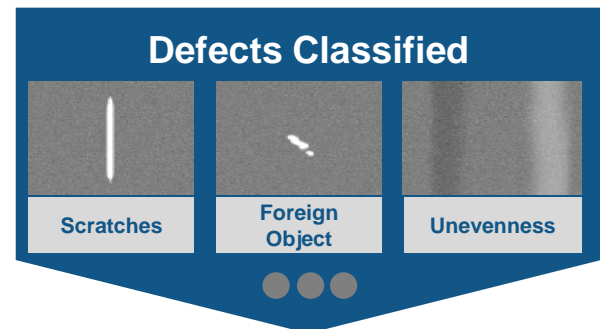 Defects Classified
Scratches
Foreign
Object
Unevenness